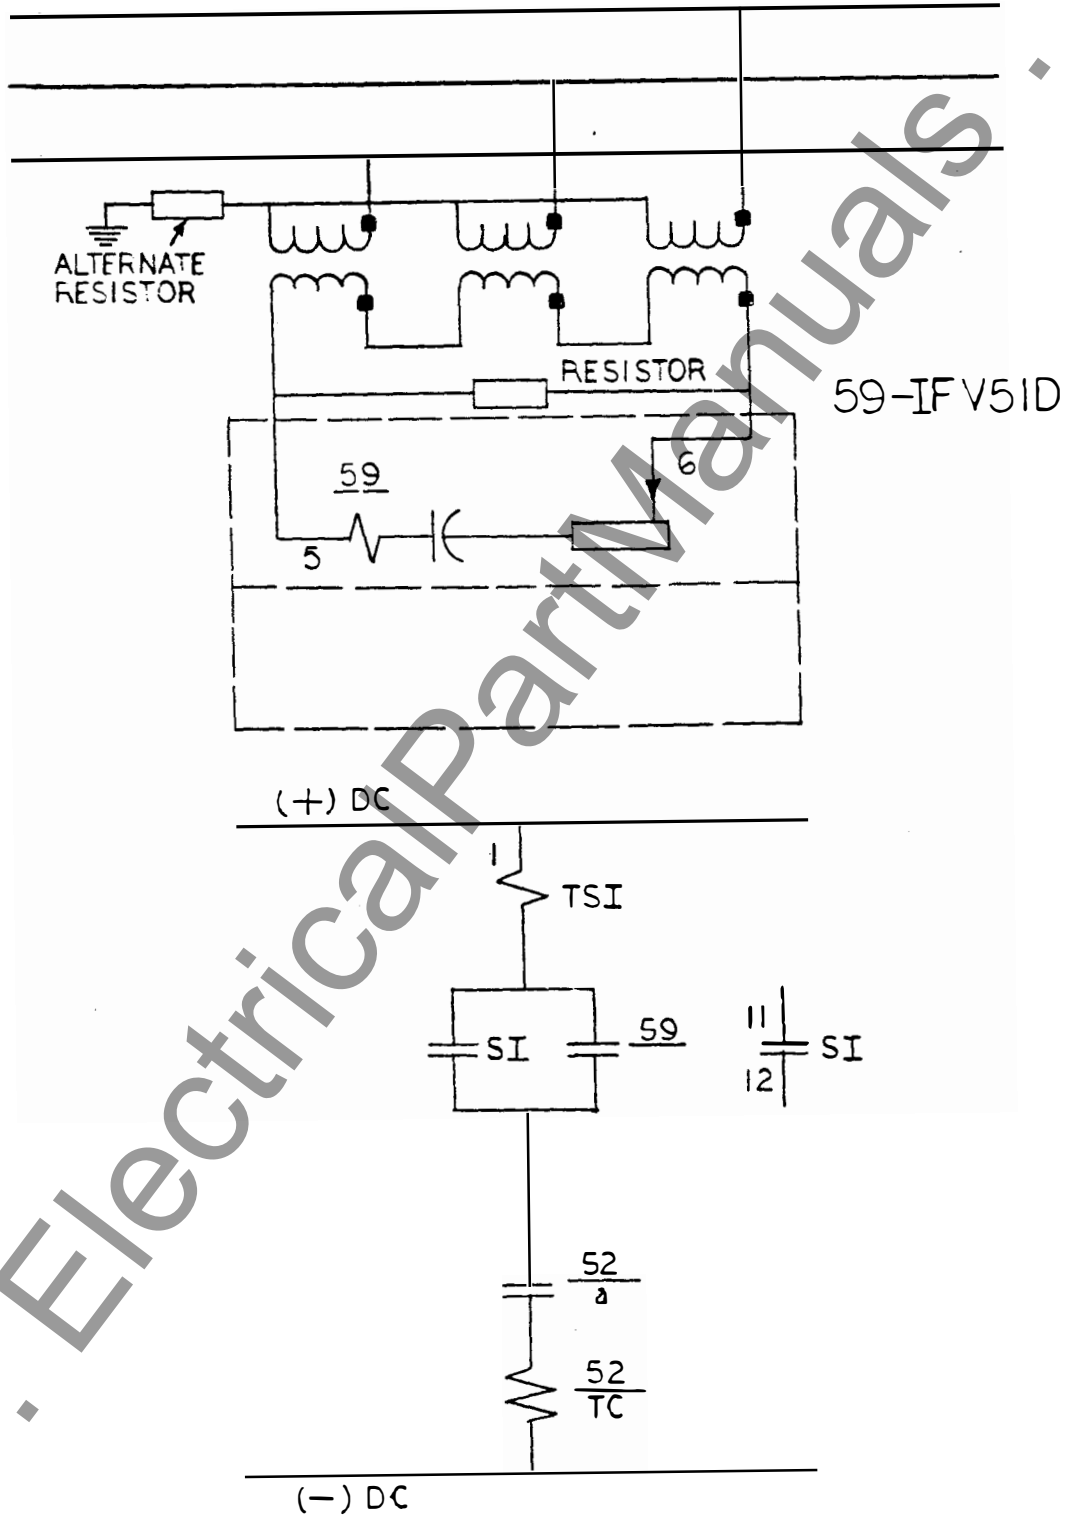 ALTERNATE
RESISTOR
RESISTOR
59-IFV51D
6
59
5
(+) DC
1
TSI
SI
59
11
SI
12
52
a
52
TC
(-) DC
. ElectricalPartManuals .